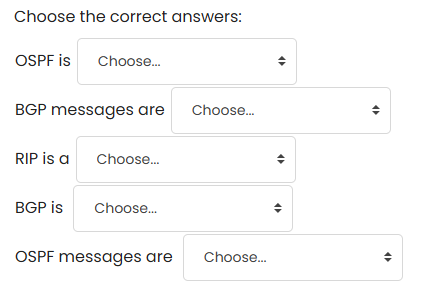 Choose the correct answers:
OSPF is Choose...
BGP messages are Choose...
RIP is a Choose...
BGP is Choose...
OSPF messages are Choose...